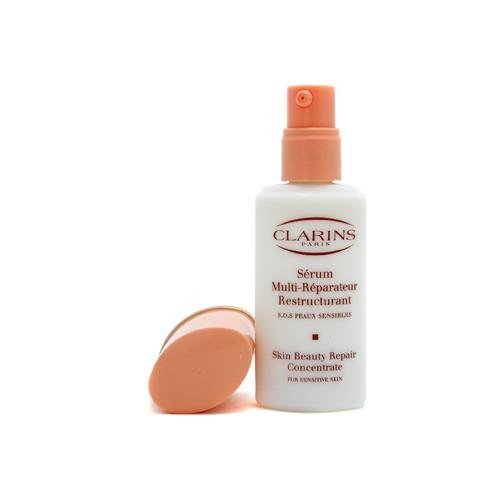 CLARINS
PARIS
Sérum
Multi-Réparateur
Restructurant
S.O.S PEAUX SENSIBLES
Skin Beauty Repair
Concentrate
FOR SENSITIVE SKIN